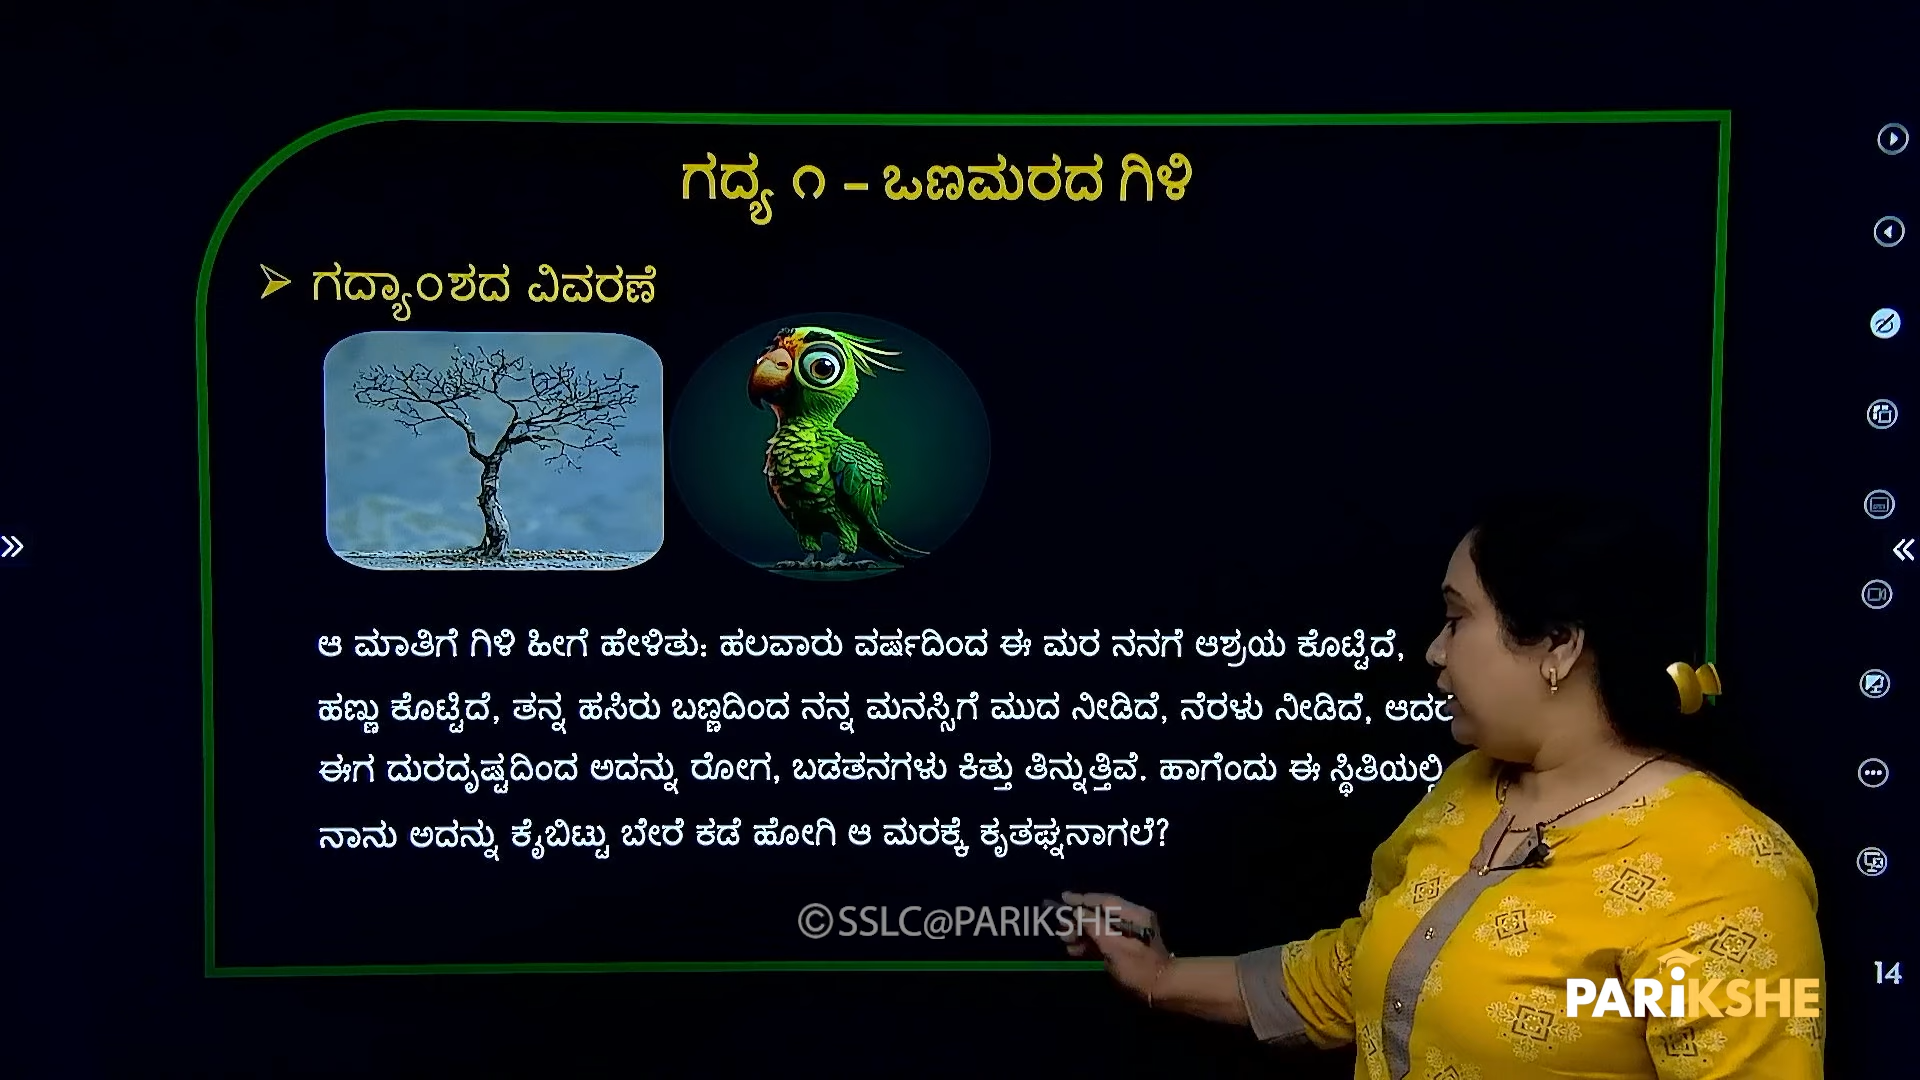 ಗದ್ಯ ೧ – ಒಣಮರದ ಗಿಳಿ
ಗದ್ಯಾಂಶದ ವಿವರಣೆ
ಆ ಮಾತಿಗೆ ಗಿಳಿ ಹೀಗೆ ಹೇಳಿತು: ಹಲವಾರು ವರ್ಷದಿಂದ ಈ ಮರ ನನಗೆ ಆಶ್ರಯ ಕೊಟ್ಟಿದೆ,
ಹಣ್ಣು ಕೊಟ್ಟಿದೆ, ತನ್ನ ಹಸಿರು ಬಣ್ಣದಿಂದ ನನ್ನ ಮನಸ್ಸಿಗೆ ಮುದ ನೀಡಿದೆ, ನೆರಳು ನೀಡಿದೆ,
ಈಗ ದುರದೃಷ್ಟದಿಂದ ಅದನ್ನು ರೋಗ, ಬಡತನಗಳು ಕಿತ್ತು ತಿನ್ನುತ್ತಿವೆ. ಹಾಗೆಂದು ಈ ಸ್ಥಿತಿಯಲ್ಲಿ
ನಾನು ಅದನ್ನು ಕೈಬಿಟ್ಟು ಬೇರೆ ಕಡೆ ಹೋಗಿ ಆ ಮರಕ್ಕೆ ಕೃತಘ್ನನಾಗಲೆ?
©SSLC@PARIKSHE
PARIKSHE
14